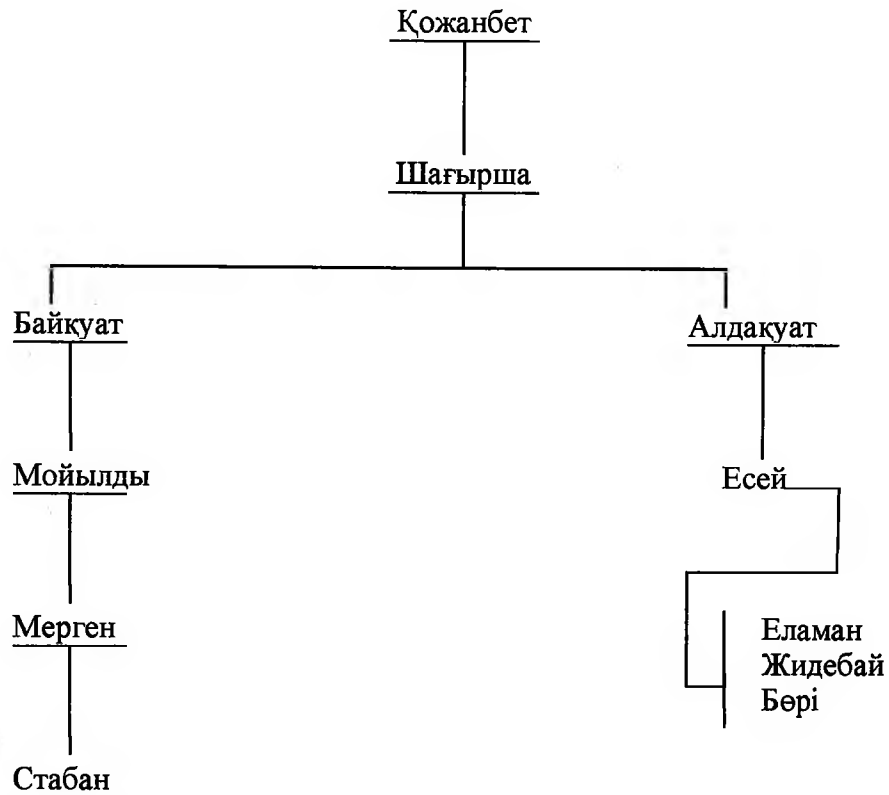 Қожанбет
Шағырша
Байқуат
Алдақуат
Мойылды
Есей
Мерген
Еламан
Жидебай
Бөрі
Стабан